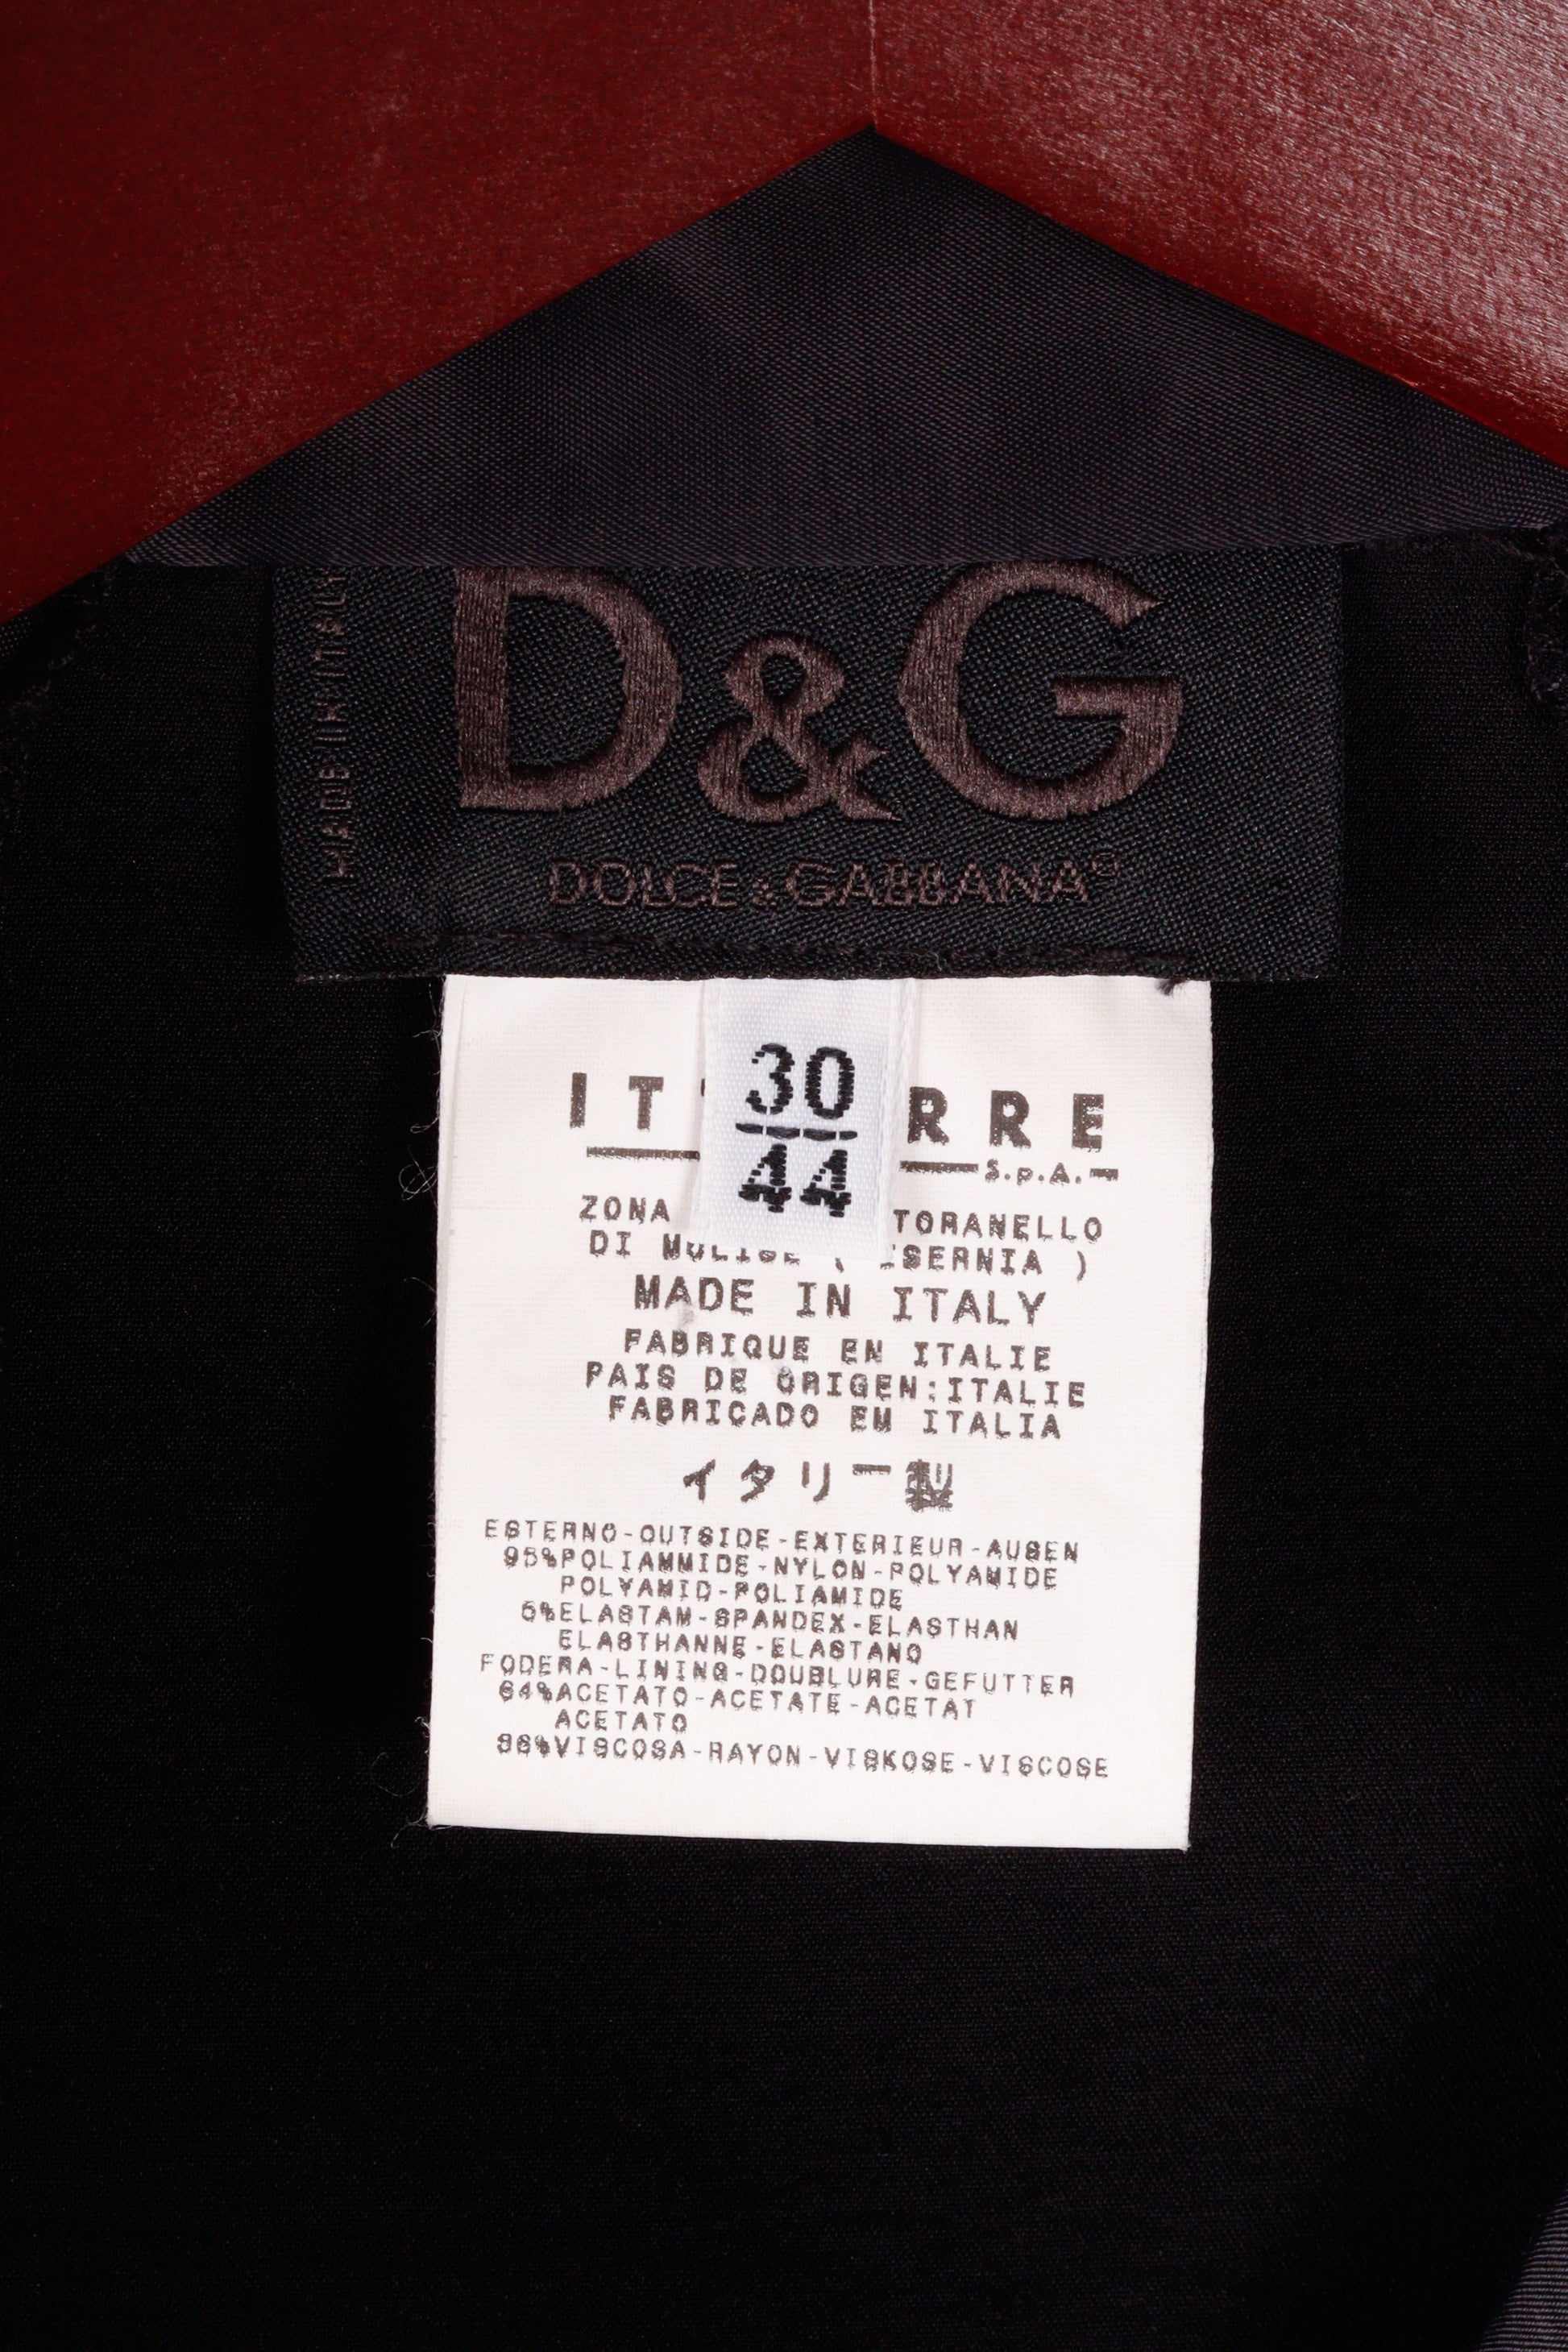 MADE IN ITALY
D&G
DOLCE & GABBANA®
30
44
IT RRE
S.p.A.
ZONA TORANELLO
DI MOLISE ( ISERNIA )
MADE IN ITALY
FABRIQUE EN ITALIE
PAIS DE ORIGEN:ITALIE
FABRICADO EM ITALIA
イタリー製
ESTERNO-OUTSIDE-EXTERIEUR-AUSEN
95%POLIAMMIDE-NYLON-POLYAMIDE
POLYAMID-POLIAMIDE
5%ELASTAM-SPANDEX-ELASTHAN
ELASTHANNE-ELASTANO
FODERA-LINING-DOUBLURE-GEFUTTER
64%ACETATO-ACETATE-ACETAT
ACETATO
36%VISCOSA-RAYON-VISKOSE-VISCOSE